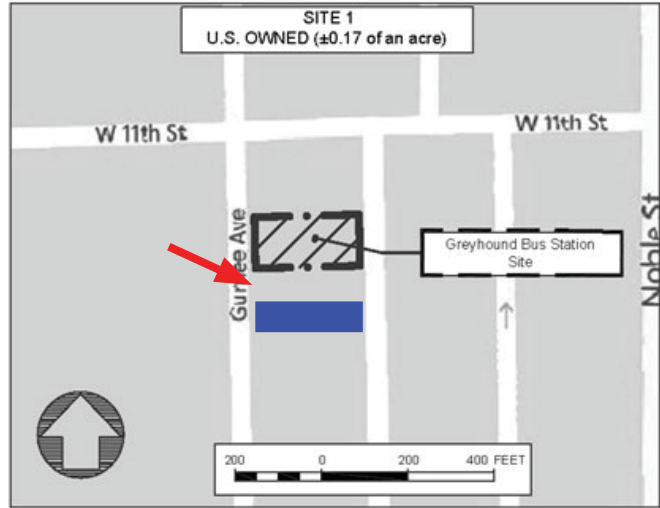 SITE 1
U.S. OWNED (±0.17 of an acre)
W 11th St
W 11th St
Gurnee Ave
Greyhound Bus Station
Site
Noble St
200 0 200 400 FEET